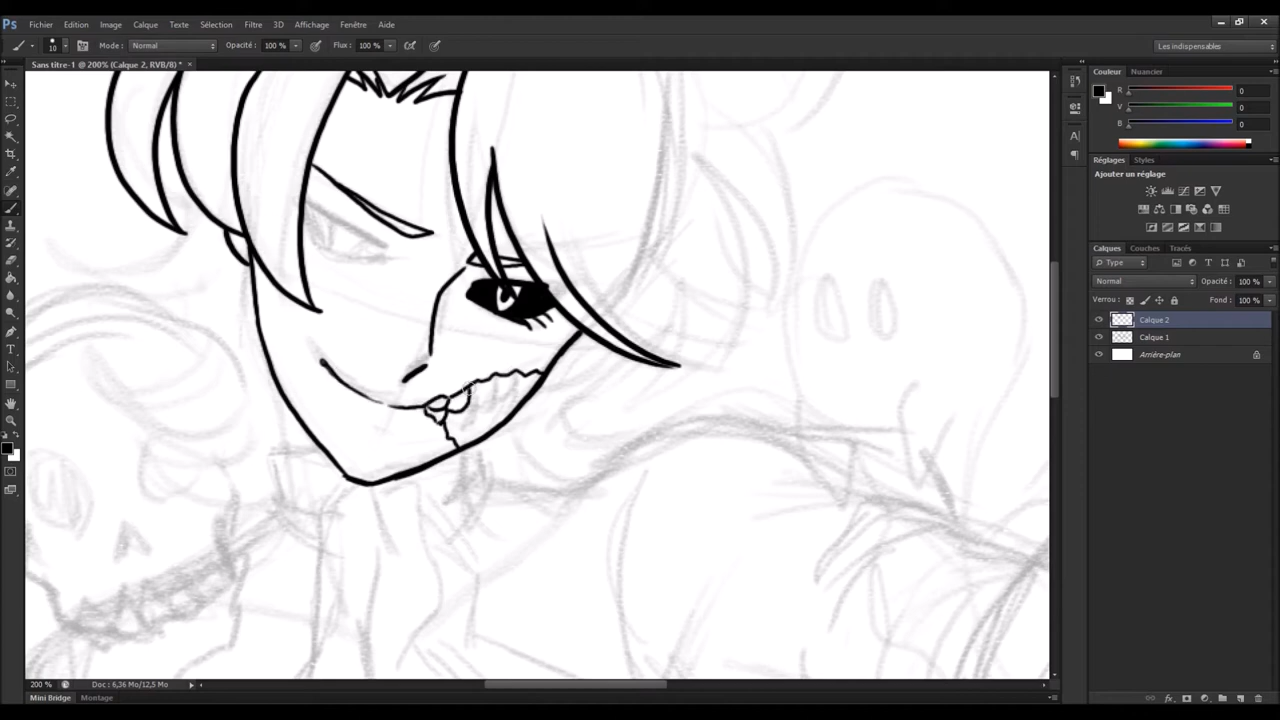 Ps Fichier Edition Image Calque Texte Sélection Filtre 3D Affichage Fenêtre Aide
10 Mode : Normal Opacité : 100 % Flux : 100 % Les indispensables
Sans titre-1 @ 200% (Calque 2, RVB/8) * ×
Couleur Nuancier
R 0
V 0
B 0
Réglages Styles
Ajouter un réglage
Calques Couches Tracés
Type
Normal Opacité : 100 %
Verrou : Fond : 100 %
Calque 2
Calque 1
Arrière-plan
200 % Doc : 6,36 Mo/12,5 Mo
Mini Bridge Montage
fx